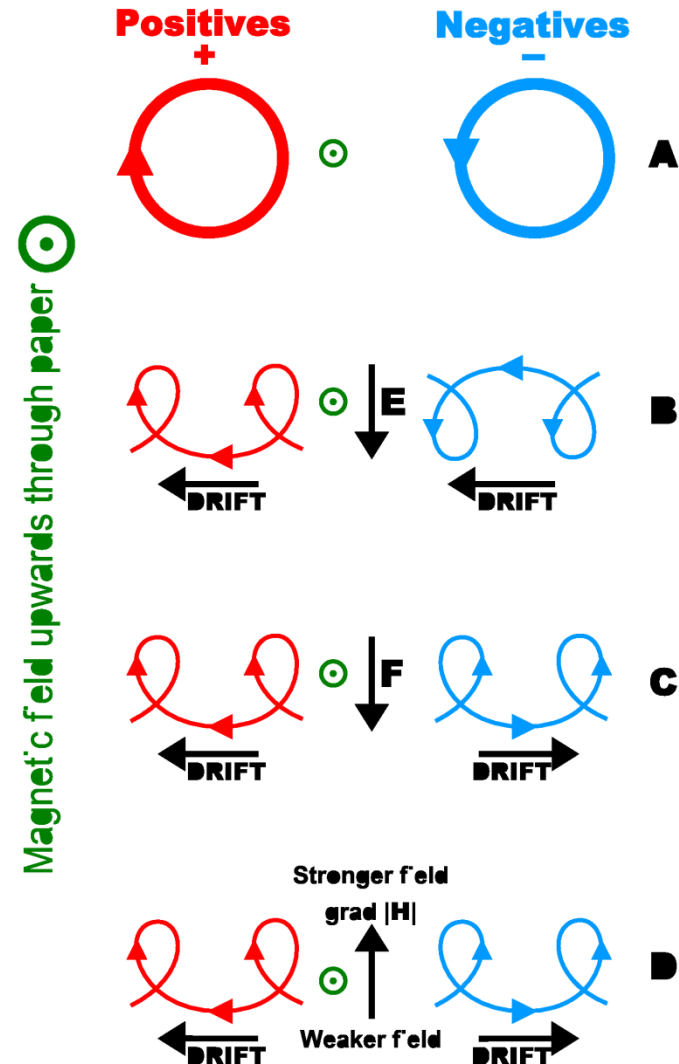 Positives
+
Negatives
−
A
Magnetic field upwards through paper
E
B
DRIFT
DRIFT
F
C
DRIFT
DRIFT
Stronger field
grad |H|
D
Weaker field
DRIFT
DRIFT